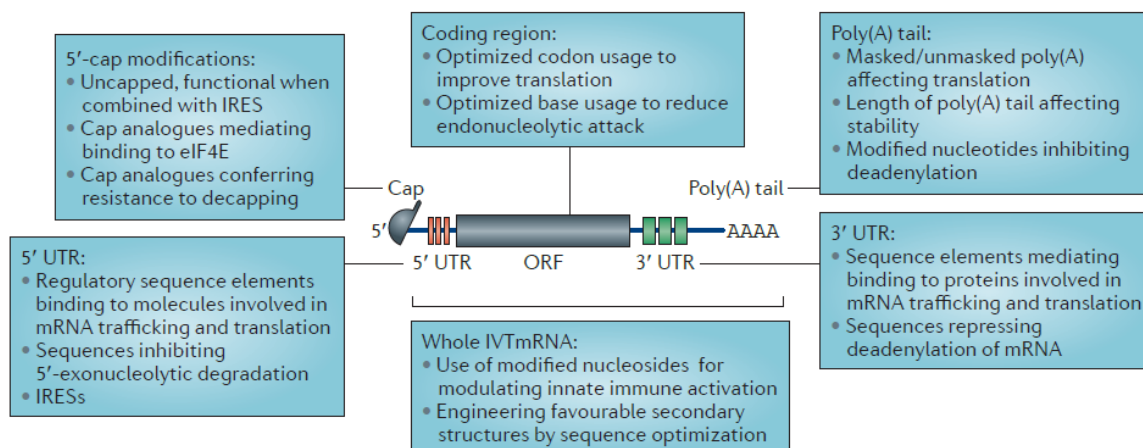 5′-cap modifications:
• Uncapped, functional when
combined with IRES
• Cap analogues mediating
binding to eIF4E
• Cap analogues conferring
resistance to decapping
Coding region:
• Optimized codon usage to
improve translation
• Optimized base usage to reduce
endonucleolytic attack
Poly(A) tail:
• Masked/unmasked poly(A)
affecting translation
• Length of poly(A) tail affecting
stability
• Modified nucleotides inhibiting
deadenylation
Cap
Poly(A) tail
5′
AAAA
5′ UTR
ORF
3′ UTR
5′ UTR:
• Regulatory sequence elements
binding to molecules involved in
mRNA trafficking and translation
• Sequences inhibiting
5′-exonucleolytic degradation
• IRESs
Whole IVTmRNA:
• Use of modified nucleosides for
modulating innate immune activation
• Engineering favourable secondary
structures by sequence optimization
3′ UTR:
• Sequence elements mediating
binding to proteins involved in
mRNA trafficking and translation
• Sequences repressing
deadenylation of mRNA